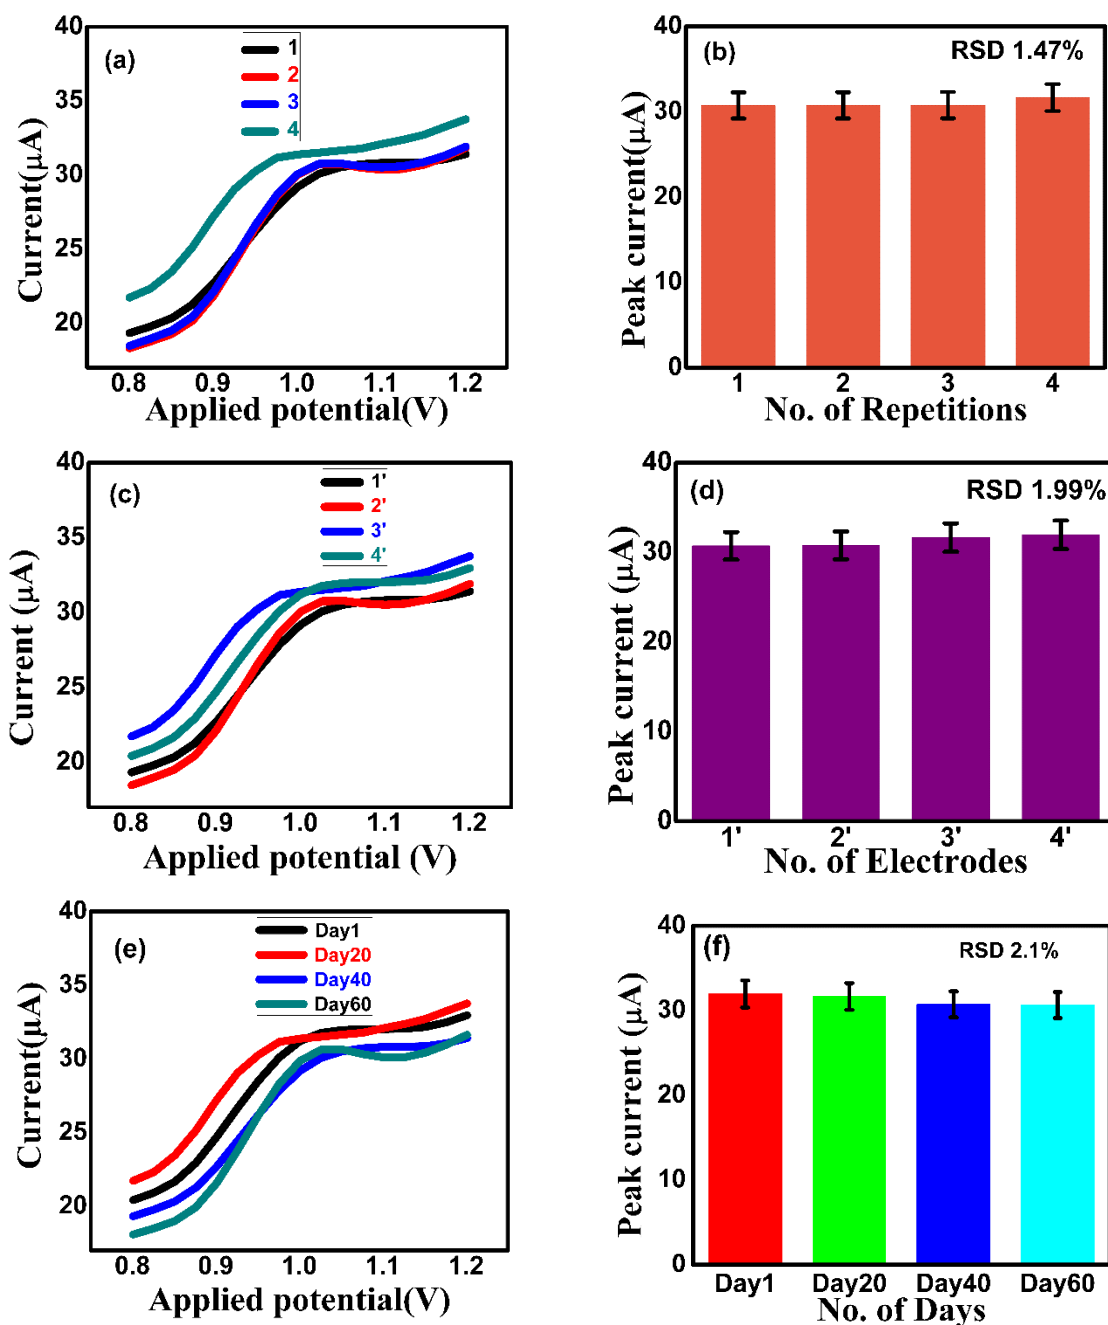 (a)
1
2
3
4
40
35
30
25
20
Current(μA)
0.8 0.9 1.0 1.1 1.2
Applied potential(V)
(b)
RSD 1.47%
40
30
20
10
0
Peak current(μA)
1 2 3 4
No. of Repetitions
(c)
1'
2'
3'
4'
40
35
30
25
20
Current (μA)
0.8 0.9 1.0 1.1 1.2
Applied potential (V)
(d)
RSD 1.99%
40
30
20
10
0
Peak current (μA)
1' 2' 3' 4'
No. of Electrodes
(e)
Day1
Day20
Day40
Day60
40
35
30
25
20
Current(μA)
0.8 0.9 1.0 1.1 1.2
Applied potential(V)
(f)
RSD 2.1%
40
30
20
10
0
Peak current (μA)
Day1 Day20 Day40 Day60
No. of Days